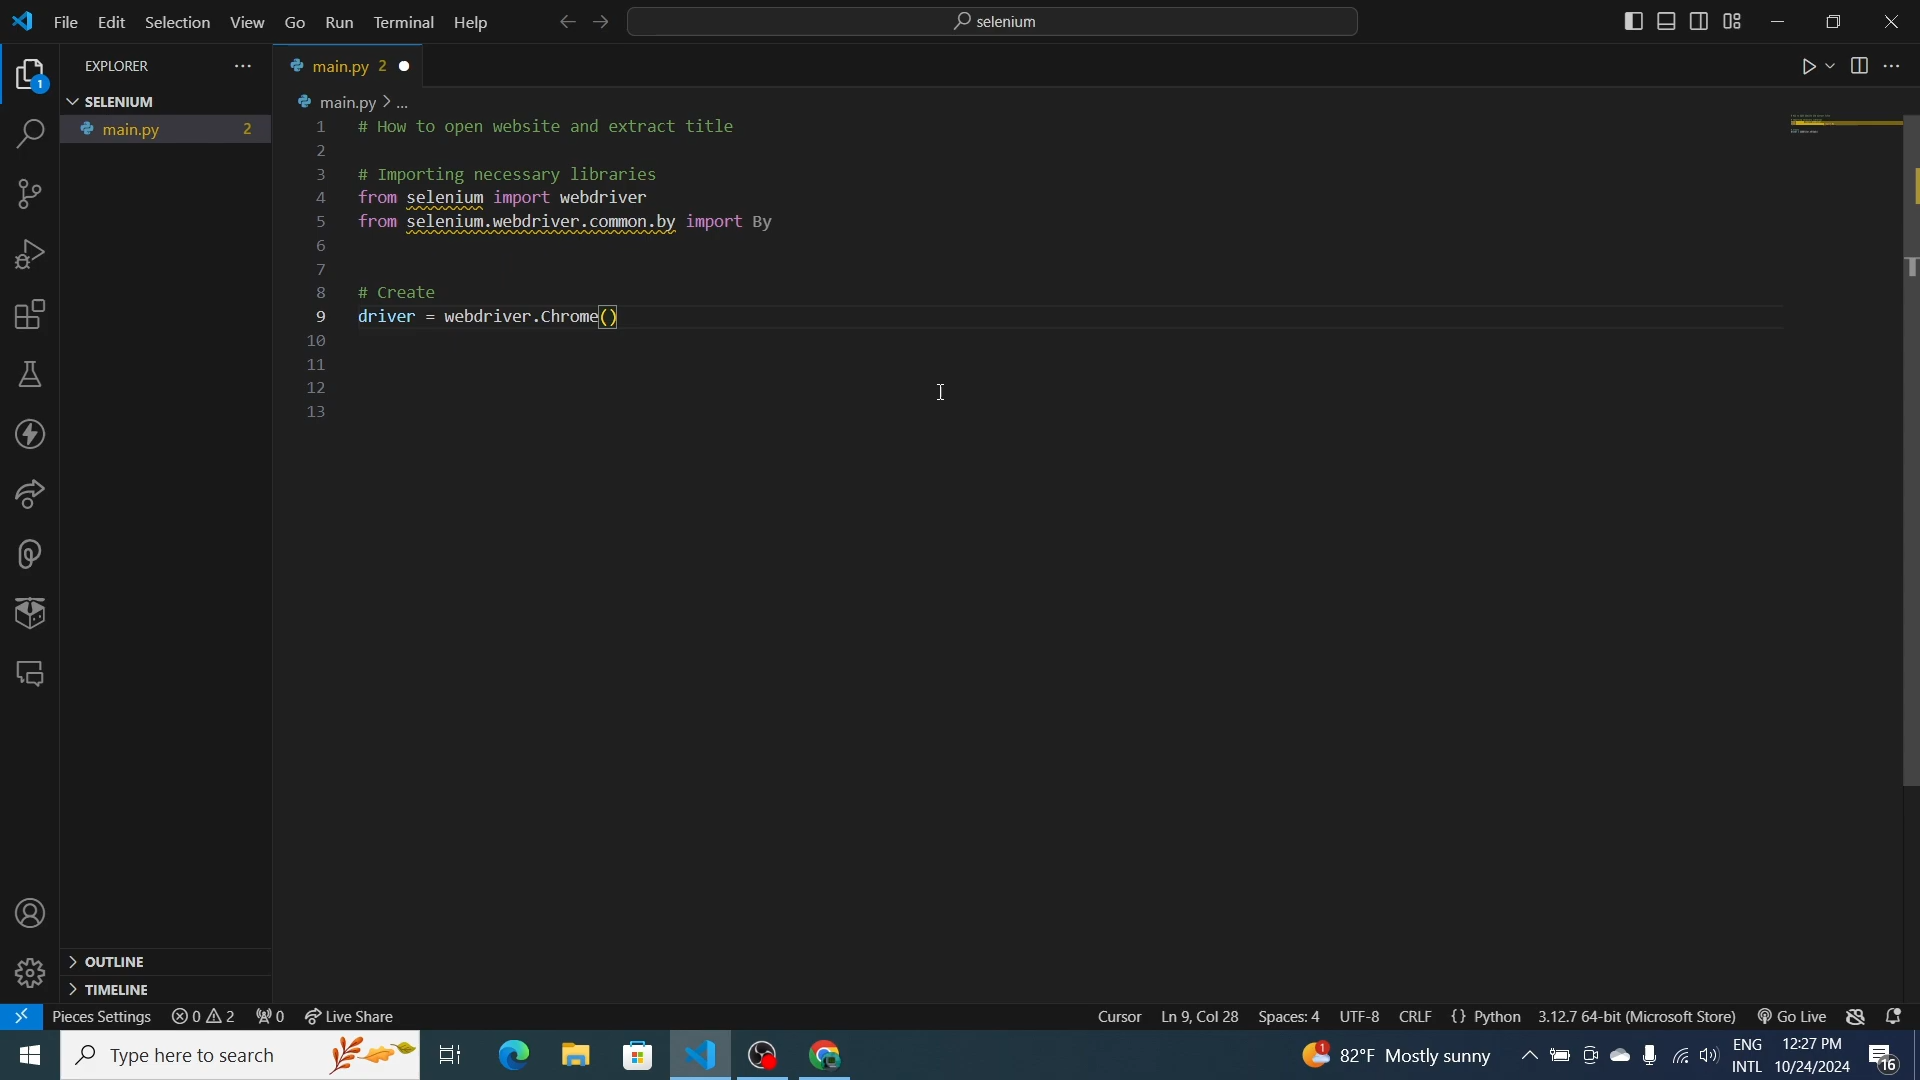 File Edit Selection View Go Run Terminal Help
selenium
EXPLORER
main.py 2
1
SELENIUM
main.py > ...
main.py 2
1 # How to open website and extract title
2
3 # Importing necessary libraries
4 from selenium import webdriver
5 from selenium.webdriver.common.by import By
6
7
8 # Create
9 driver = webdriver.Chrome()
10
11
12
13
OUTLINE
TIMELINE
Pieces Settings 0 2 0 Live Share Cursor Ln 9, Col 28 Spaces: 4 UTF-8 CRLF {} Python 3.12.7 64-bit (Microsoft Store) Go Live
Type here to search
1 82°F Mostly sunny
ENG
INTL
12:27 PM
10/24/2024
16